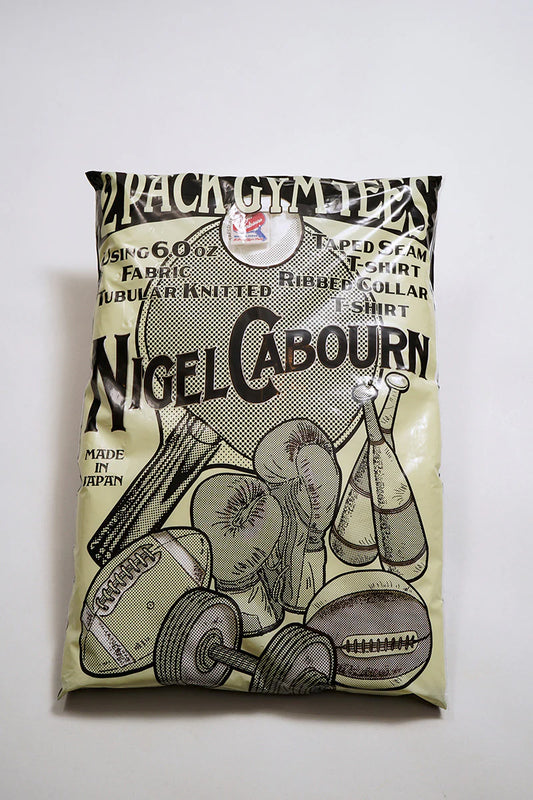 2 PACK GYM TEES
USING 6.0 OZ
FABRIC
TUBULAR KNITTED
TAPED SEAM
T-SHIRT
RIBBED COLLAR
T-SHIRT
NIGEL CABOURN
MADE
IN
JAPAN